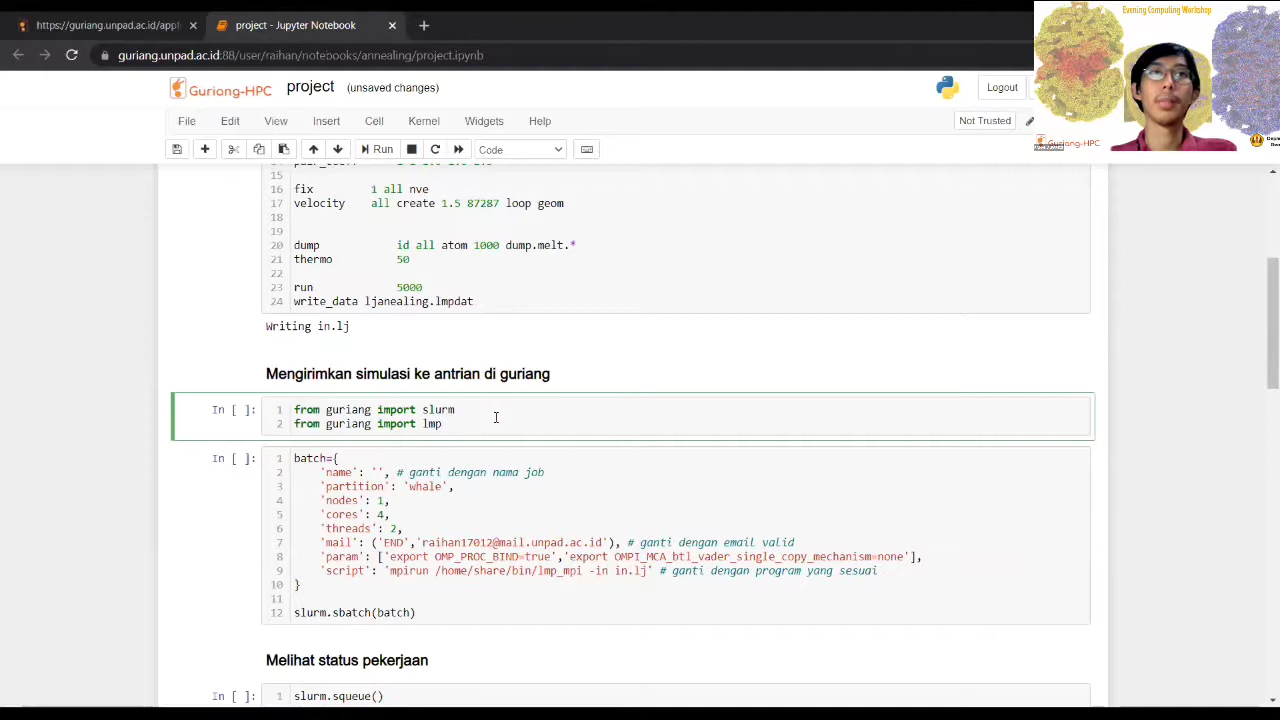 https://guriang.unpad.ac.id/appl
project - Jupyter Notebook
guriang.unpad.ac.id:88/user/raihan/notebooks/annealing/project.ipynb
Evening Computing Workshop
Guriang-HPC
Guriang-HPC project (unsaved changes)
Logout
File Edit View Insert Cell Kernel Widgets Help
Not Trusted
Run
Code
15
16 fix 1 all nve
17 velocity all create 1.5 87287 loop geom
18
19
20 dump id all atom 1000 dump.melt.*
21 thermo 50
22
23 run 5000
24 write_data ljanealing.lmpdat
Writing in.lj
Mengirimkan simulasi ke antrian di guriang
In [ ]: 1 from guriang import slurm
2 from guriang import lmp
In [ ]: 1 batch={
2 'name': '', # ganti dengan nama job
3 'partition': 'whale',
4 'nodes': 1,
5 'cores': 4,
6 'threads': 2,
7 'mail': ('END','raihan17012@mail.unpad.ac.id'), # ganti dengan email valid
8 'param': ['export OMP_PROC_BIND=true','export OMPI_MCA_btl_vader_single_copy_mechanism=none'],
9 'script': 'mpirun /home/share/bin/lmp_mpi -in in.lj' # ganti dengan program yang sesuai
10 }
11
12 slurm.sbatch(batch)
Melihat status pekerjaan
In [ ]: 1 slurm.squeue()